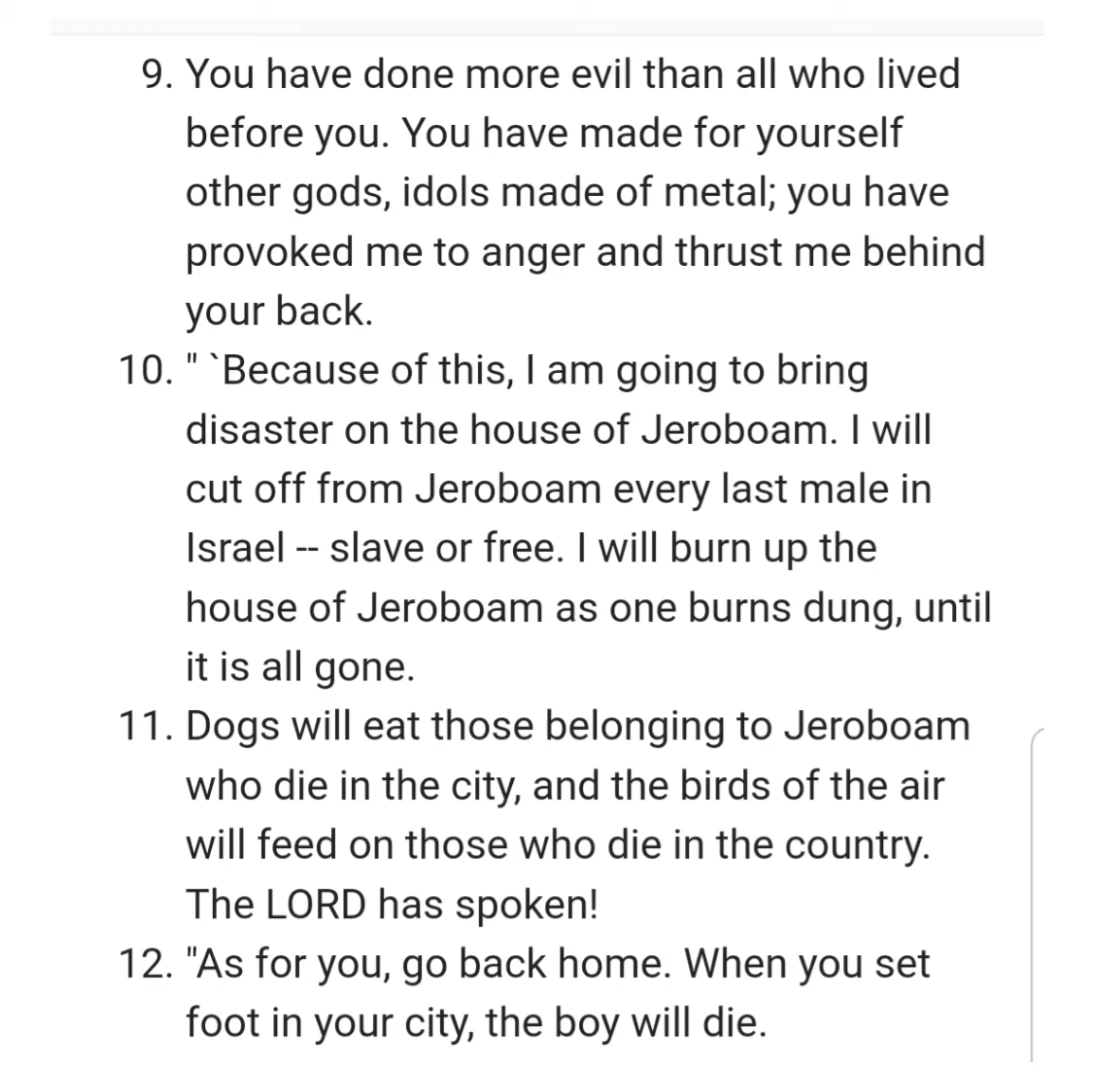 9. You have done more evil than all who lived
before you. You have made for yourself
other gods, idols made of metal; you have
provoked me to anger and thrust me behind
your back.
10. " `Because of this, I am going to bring
disaster on the house of Jeroboam. I will
cut off from Jeroboam every last male in
Israel -- slave or free. I will burn up the
house of Jeroboam as one burns dung, until
it is all gone.
11. Dogs will eat those belonging to Jeroboam
who die in the city, and the birds of the air
will feed on those who die in the country.
The LORD has spoken!
12. "As for you, go back home. When you set
foot in your city, the boy will die.